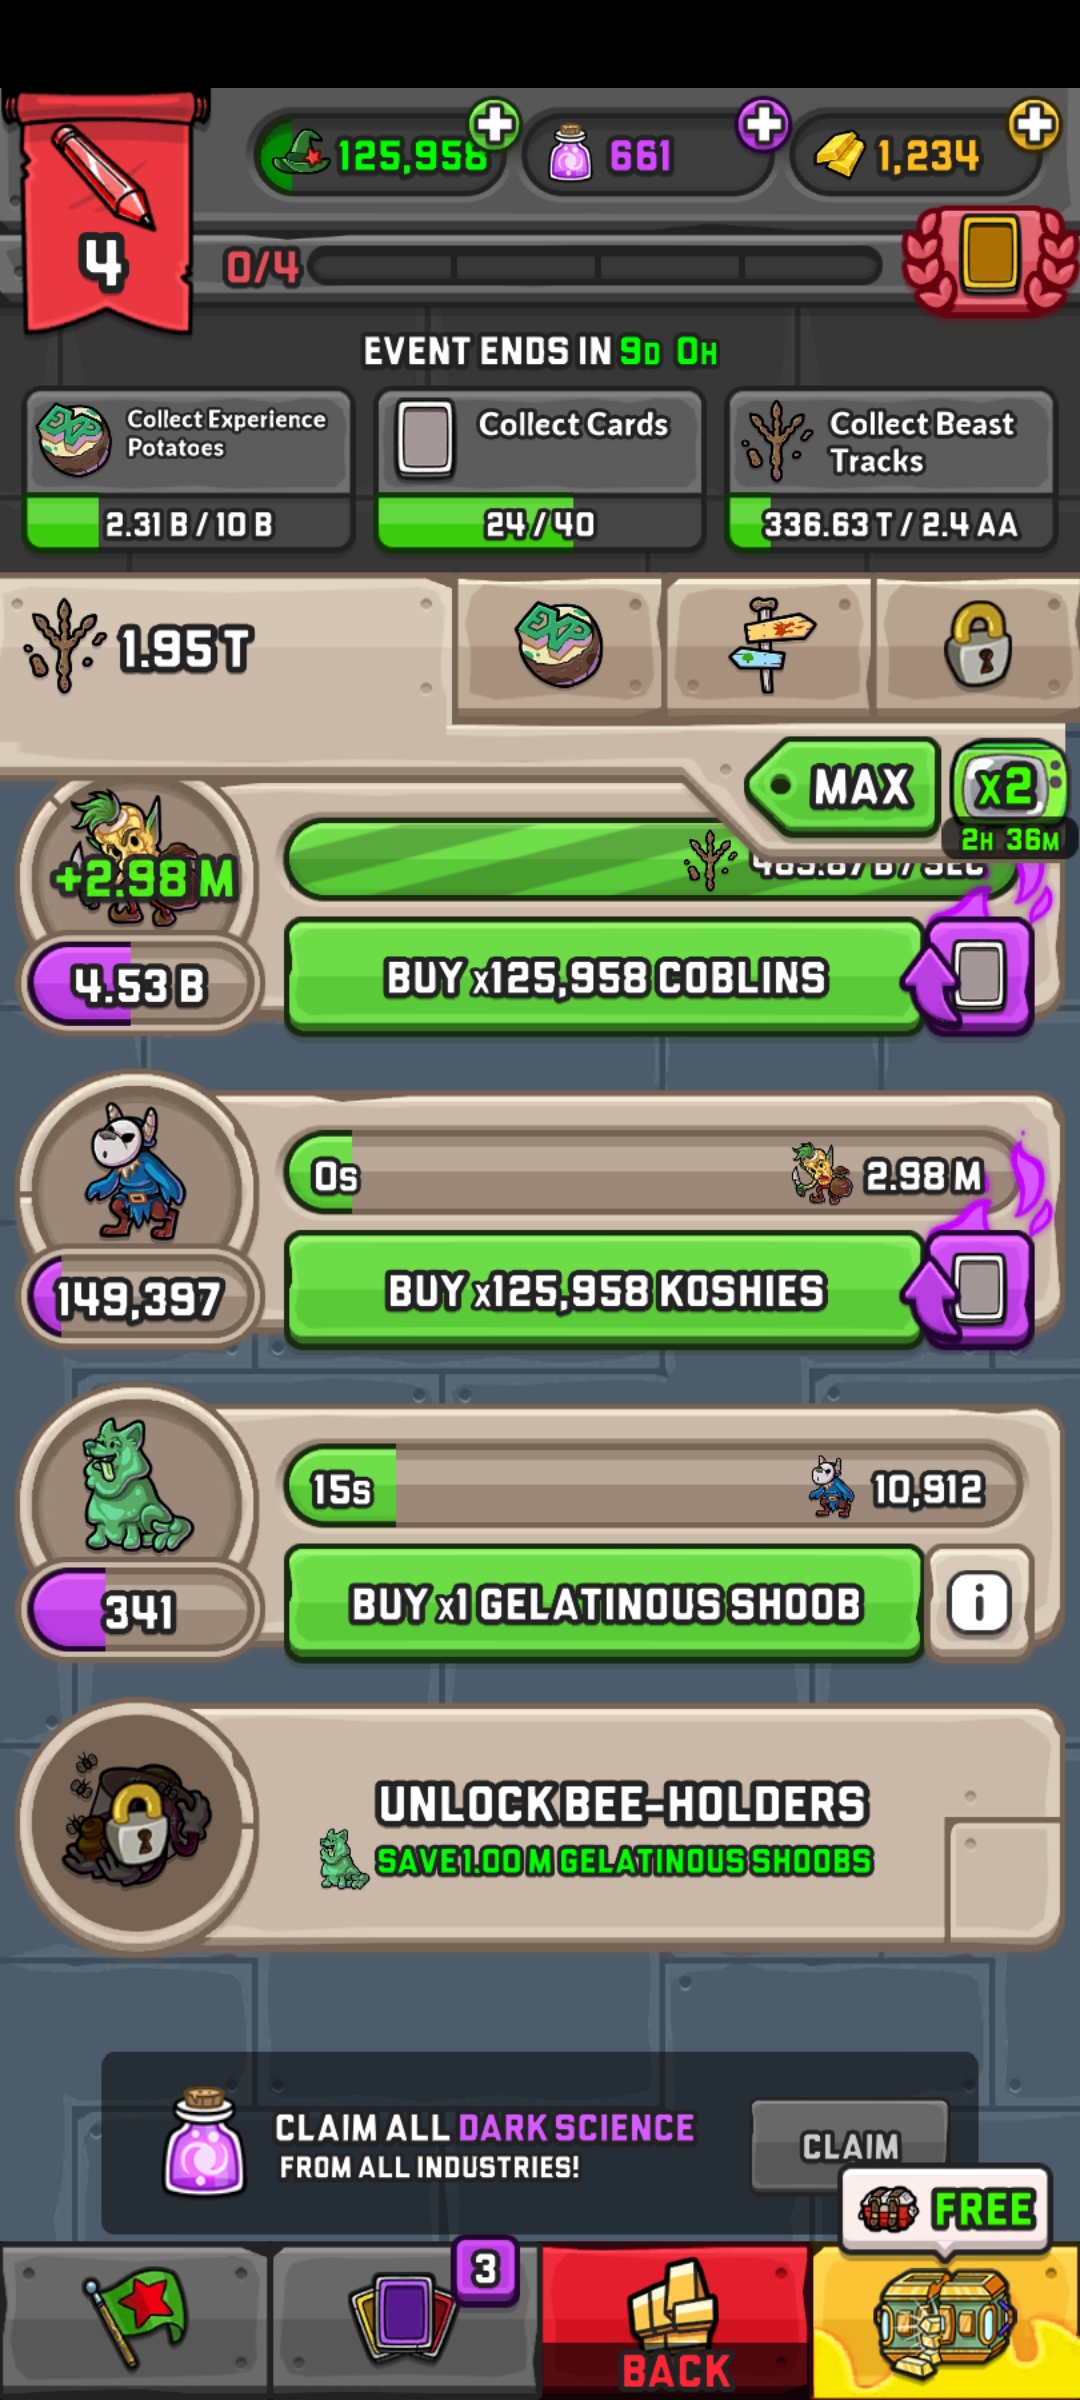 125,958
661
1,234
4
0/4
EVENT ENDS IN 9D 0H
Collect Experience
Potatoes
2.31 B / 10 B
Collect Cards
24 / 40
Collect Beast
Tracks
336.63 T / 2.4 AA
1.95 T
EXP
MAX
x2
2H 36M
+2.98 M
4.53 B
BUY x125,958 COBLINS
0s
2.98 M
149,397
BUY x125,958 KOSHIES
15s
10,912
341
BUY x1 GELATINOUS SHOOB
i
UNLOCK BEE-HOLDERS
SAVE 1.00 M GELATINOUS SHOOBS
CLAIM ALL DARK SCIENCE
FROM ALL INDUSTRIES!
CLAIM
FREE
3
BACK